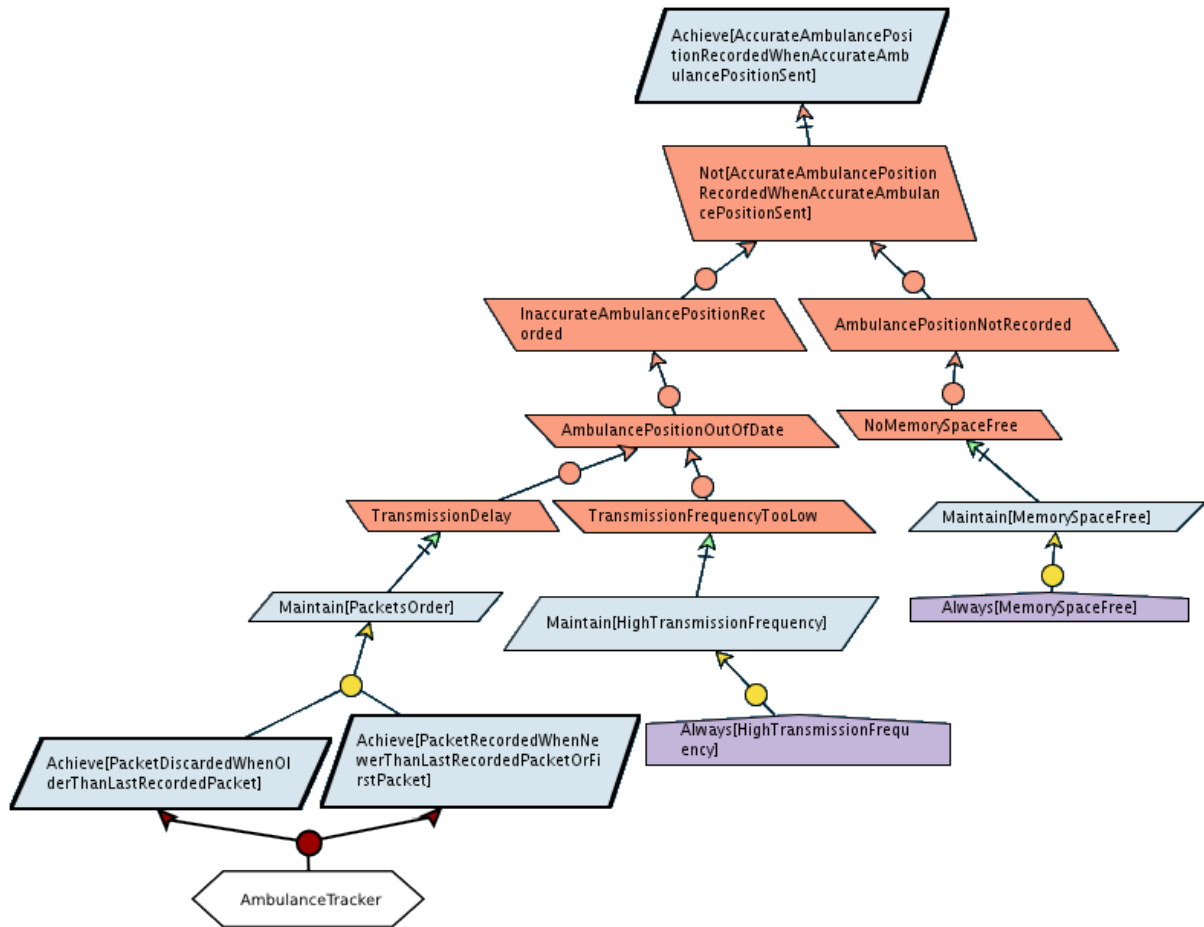 Achieve[AccurateAmbulancePosi
tionRecordedWhenAccurateAmb
ulancePositionSent]
Not[AccurateAmbulancePosition
RecordedWhenAccurateAmbulan
cePositionSent]
InaccurateAmbulancePositionRec
orded
AmbulancePositionNotRecorded
AmbulancePositionOutOfDate
NoMemorySpaceFree
TransmissionDelay
TransmissionFrequencyTooLow
Maintain[MemorySpaceFree]
Maintain[PacketsOrder]
Maintain[HighTransmissionFrequency]
Always[MemorySpaceFree]
Achieve[PacketDiscardedWhenOl
derThanLastRecordedPacket]
Achieve[PacketRecordedWhenNe
werThanLastRecordedPacketOrFi
rstPacket]
Always[HighTransmissionFrequ
ency]
AmbulanceTracker